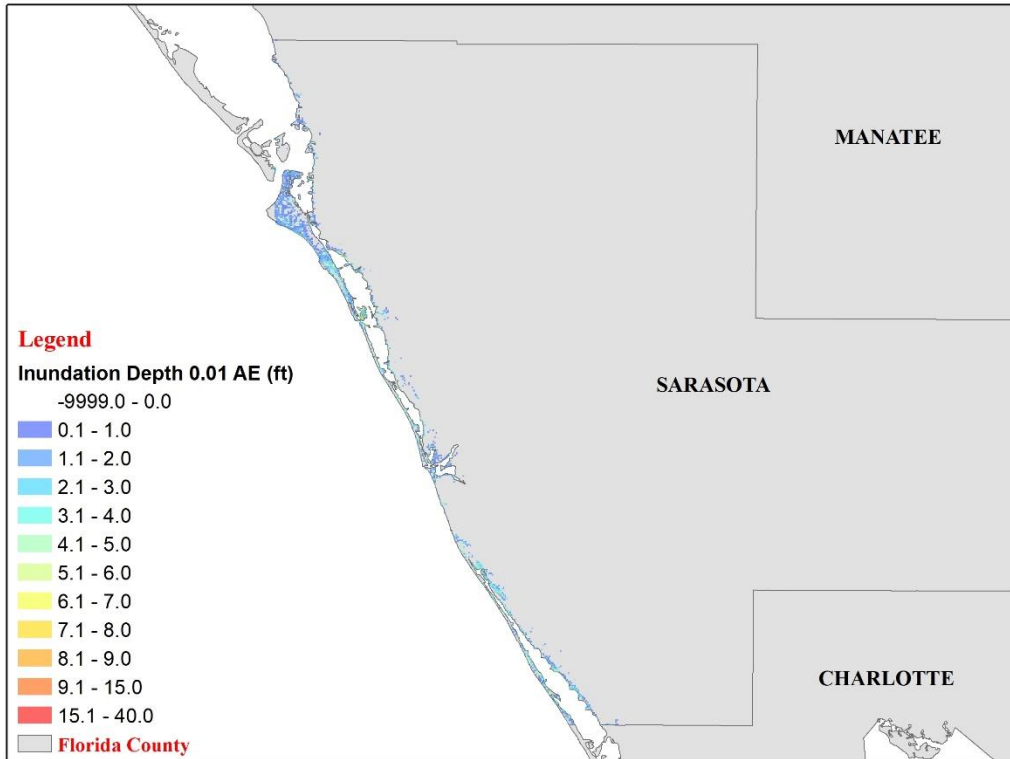 MANATEE
SARASOTA
CHARLOTTE
Legend
Inundation Depth 0.01 AE (ft)
-9999.0 - 0.0
0.1 - 1.0
1.1 - 2.0
2.1 - 3.0
3.1 - 4.0
4.1 - 5.0
5.1 - 6.0
6.1 - 7.0
7.1 - 8.0
8.1 - 9.0
9.1 - 15.0
15.1 - 40.0
Florida County